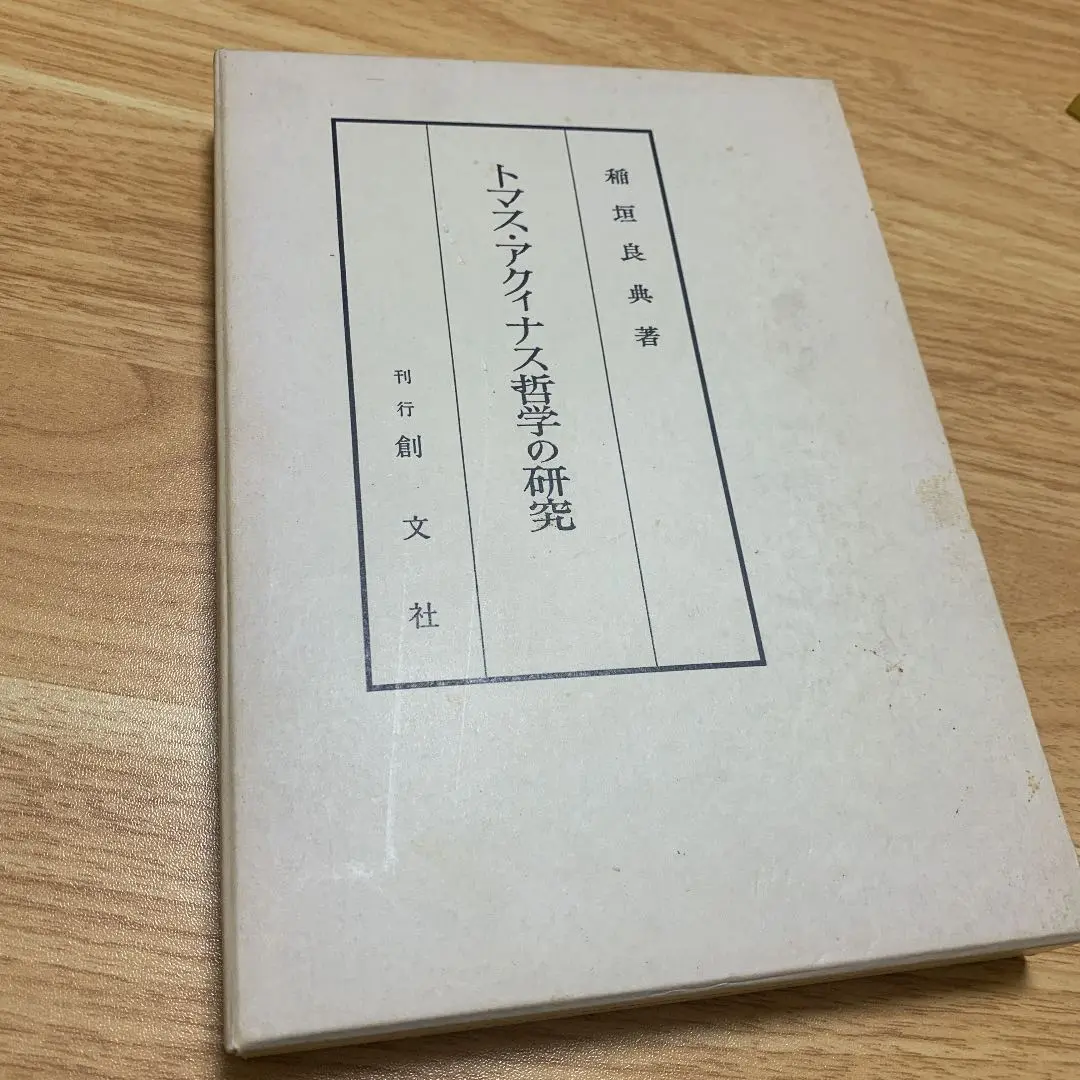 稲垣良典著
トマス・アクィナス哲学の研究
刊行創文社